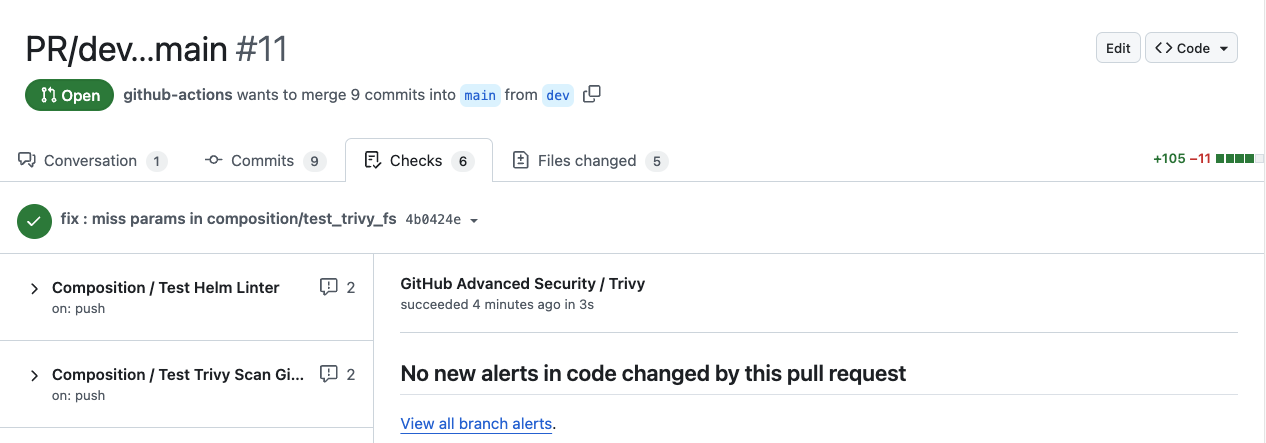 PR/dev...main #11
Edit
Code
Open
github-actions wants to merge 9 commits into main from dev
Conversation 1
Commits 9
Checks 6
Files changed 5
+105 −11
fix : miss params in composition/test_trivy_fs 4b0424e
Composition / Test Helm Linter 2
on: push
Composition / Test Trivy Scan Gi... 2
on: push
GitHub Advanced Security / Trivy
succeeded 4 minutes ago in 3s
No new alerts in code changed by this pull request
View all branch alerts.